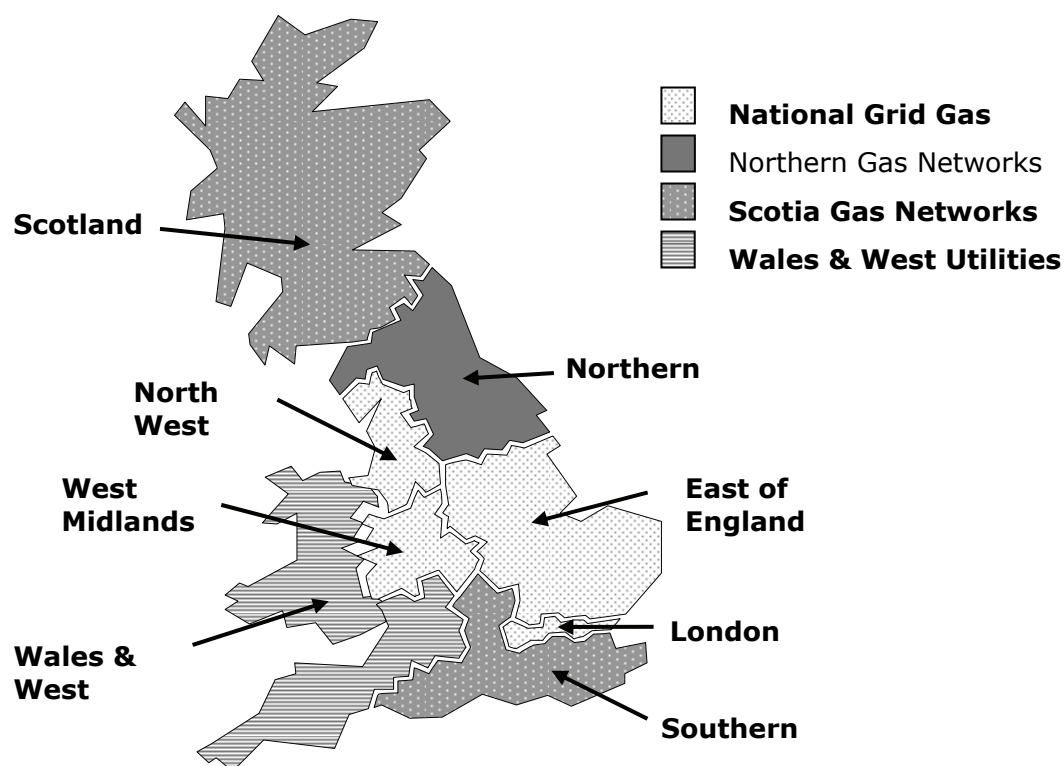 National Grid Gas
Northern Gas Networks
Scotia Gas Networks
Wales & West Utilities
Scotland
Northern
North
West
West
Midlands
East of
England
London
Wales &
West
Southern